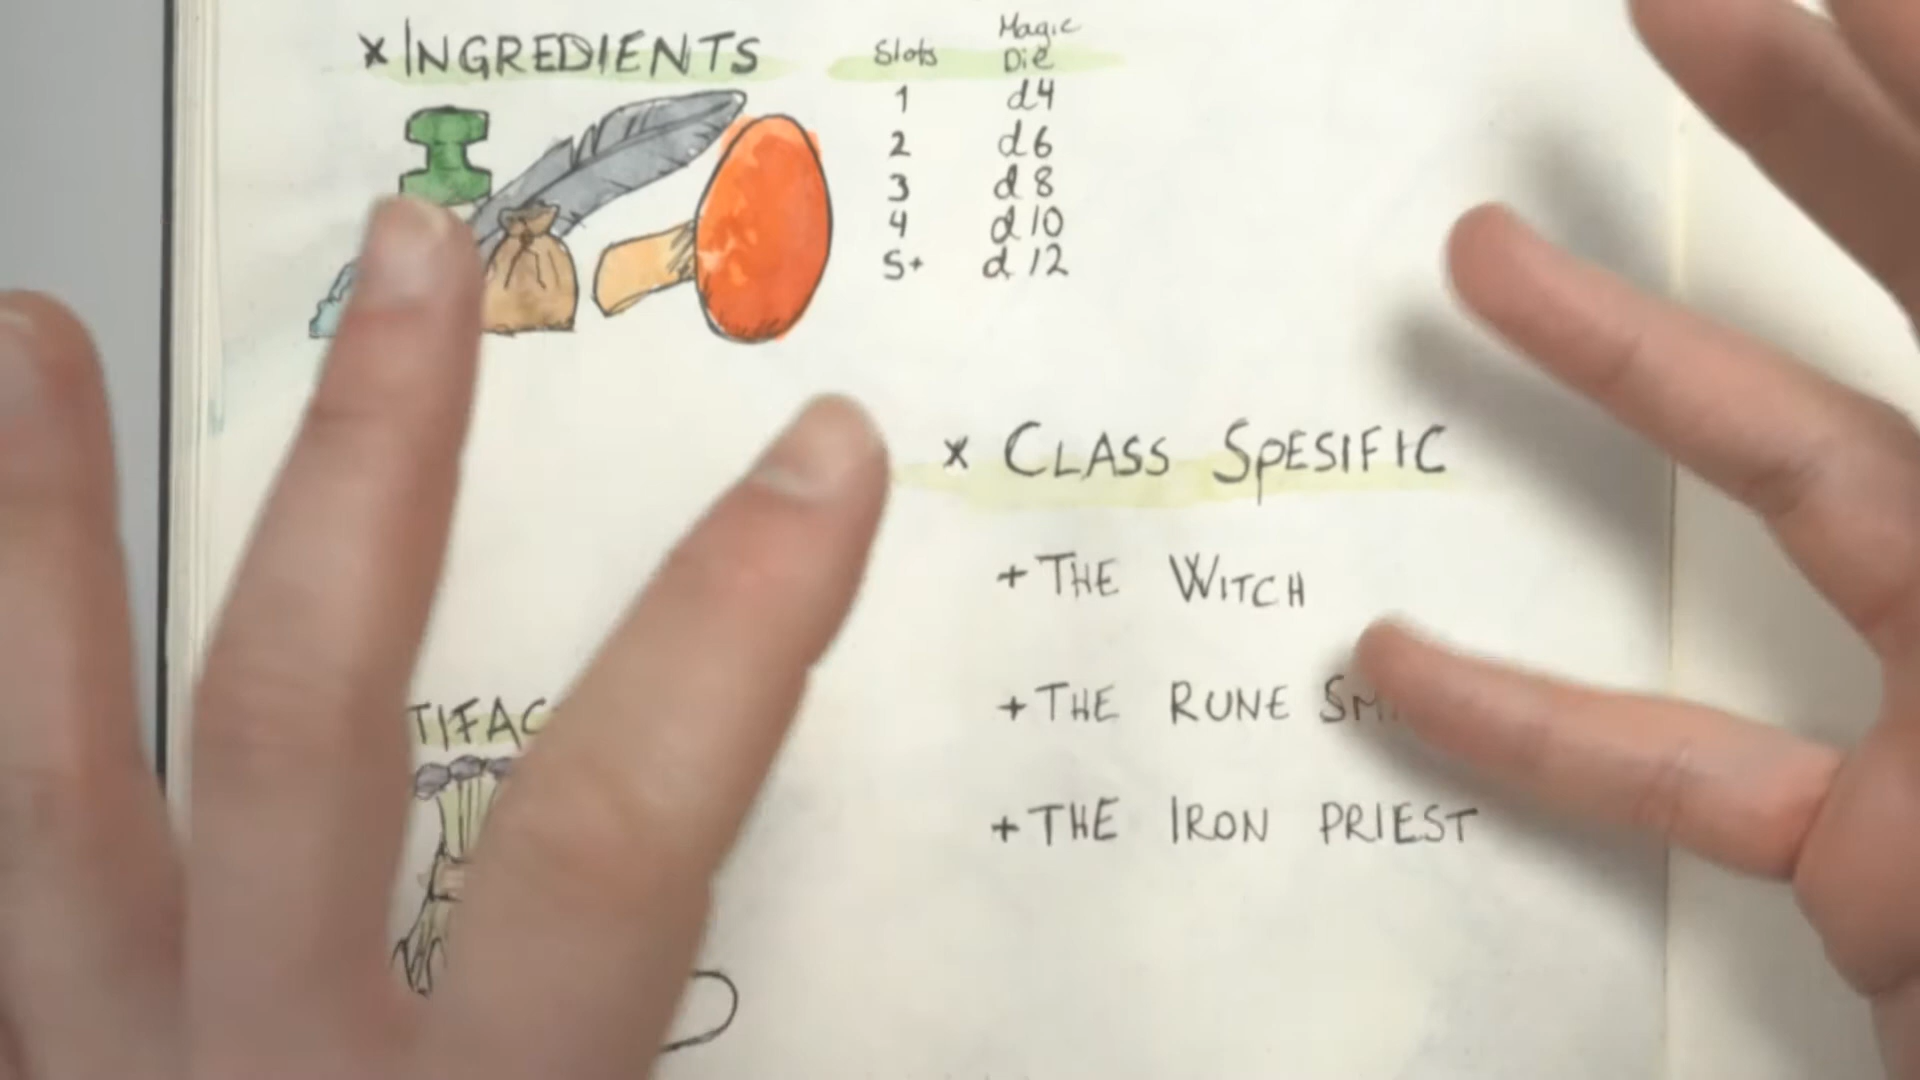 × INGREDIENTS
Slots Magic Die
1 d4
2 d6
3 d8
4 d10
5+ d12
× CLASS SPESIFIC
+ THE WITCH
+ THE RUNE
+ THE IRON PRIEST